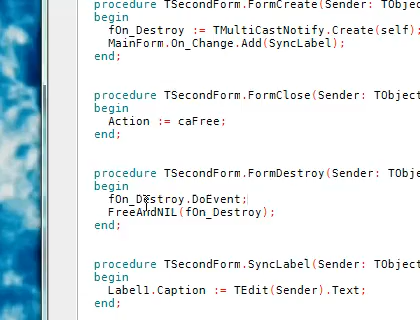 procedure TSecondForm.FormCreate(Sender: TObject
begin
fOn_Destroy := TMultiCastNotify.Create(self);
MainForm.On_Change.Add(SyncLabel);
end;
procedure TSecondForm.FormClose(Sender: TObject
begin
Action := caFree;
end;
procedure TSecondForm.FormDestroy(Sender: TObje
begin
fOn_Destroy.DoEvent;
FreeAndNIL(fOn_Destroy);
end;
procedure TSecondForm.SyncLabel(Sender: TObject
begin
Label1.Caption := TEdit(Sender).Text;
end;